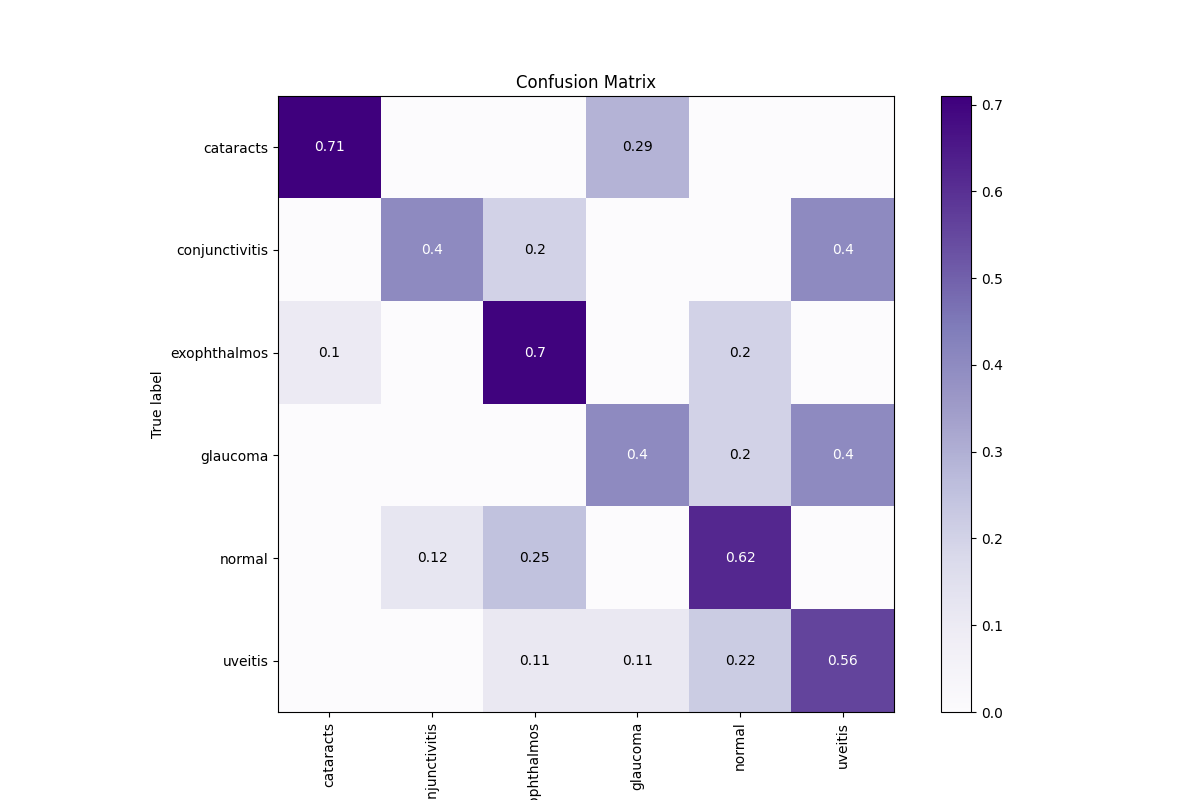 Confusion Matrix
cataracts 0.71 0.29
conjunctivitis 0.4 0.2 0.4
exophthalmos 0.1 0.7 0.2
glaucoma 0.4 0.2 0.4
normal 0.12 0.25 0.62
uveitis 0.11 0.11 0.22 0.56
True label
cataracts
njunctivitis
ophthalmos
glaucoma
normal
uveitis
0.7
0.6
0.5
0.4
0.3
0.2
0.1
0.0